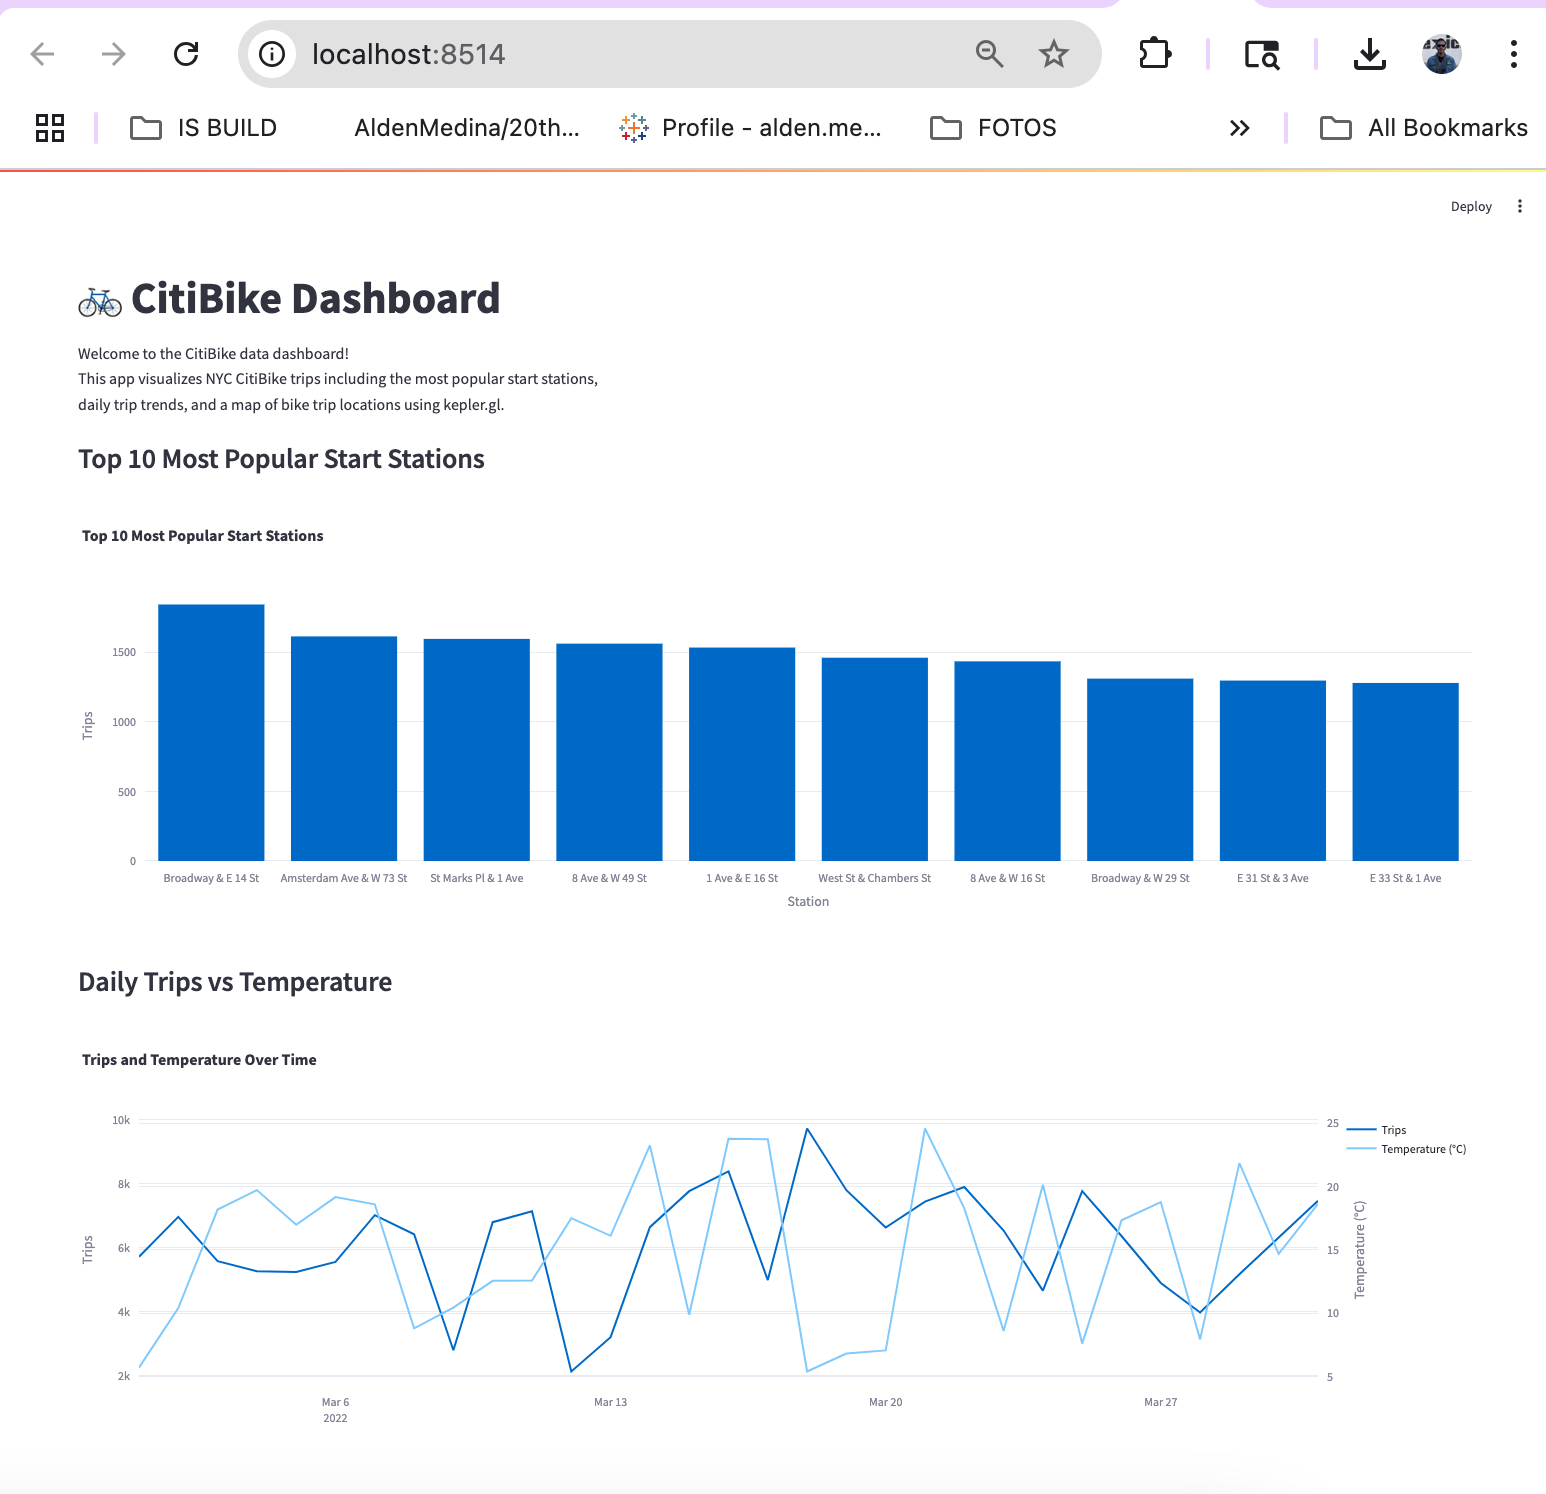 localhost:8514
IS BUILD
AldenMedina/20th...
Profile - alden.me...
FOTOS
All Bookmarks
Deploy
CitiBike Dashboard
Welcome to the CitiBike data dashboard!
This app visualizes NYC CitiBike trips including the most popular start stations,
daily trip trends, and a map of bike trip locations using kepler.gl.
Top 10 Most Popular Start Stations
Top 10 Most Popular Start Stations
1500
1000
500
0
Trips
Broadway & E 14 St
Amsterdam Ave & W 73 St
St Marks Pl & 1 Ave
8 Ave & W 49 St
1 Ave & E 16 St
West St & Chambers St
8 Ave & W 16 St
Broadway & W 29 St
E 31 St & 3 Ave
E 33 St & 1 Ave
Station
Daily Trips vs Temperature
Trips and Temperature Over Time
10k
8k
6k
4k
2k
Trips
25
20
15
10
5
Temperature (°C)
Trips
Temperature (°C)
Mar 6
2022
Mar 13
Mar 20
Mar 27